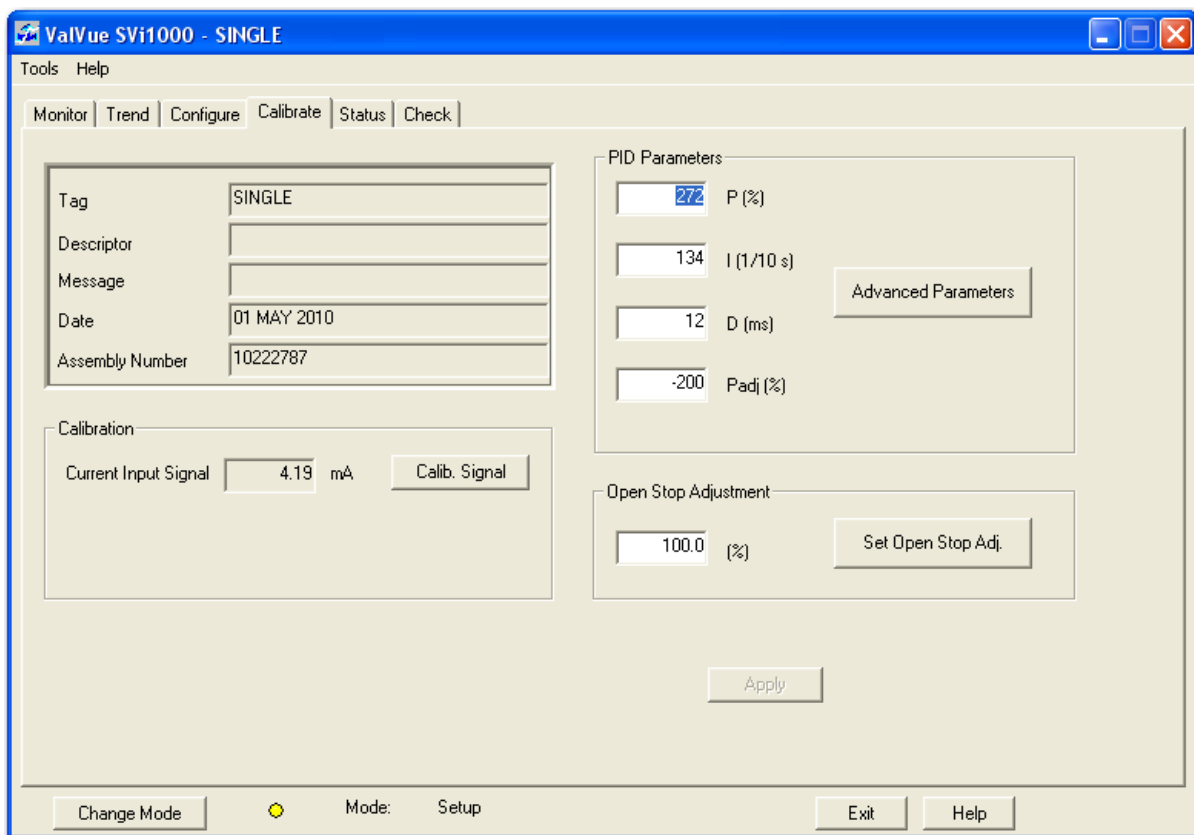 ValVue SVi1000 - SINGLE
Tools Help
Monitor Trend Configure Calibrate Status Check
Tag SINGLE
Descriptor
Message
Date 01 MAY 2010
Assembly Number 10222787
Calibration
Current Input Signal 4.19 mA Calib. Signal
PID Parameters
272 P (%)
134 I (1/10 s)
Advanced Parameters
12 D (ms)
-200 Padj (%)
Open Stop Adjustment
100.0 (%) Set Open Stop Adj.
Apply
Change Mode Mode: Setup Exit Help